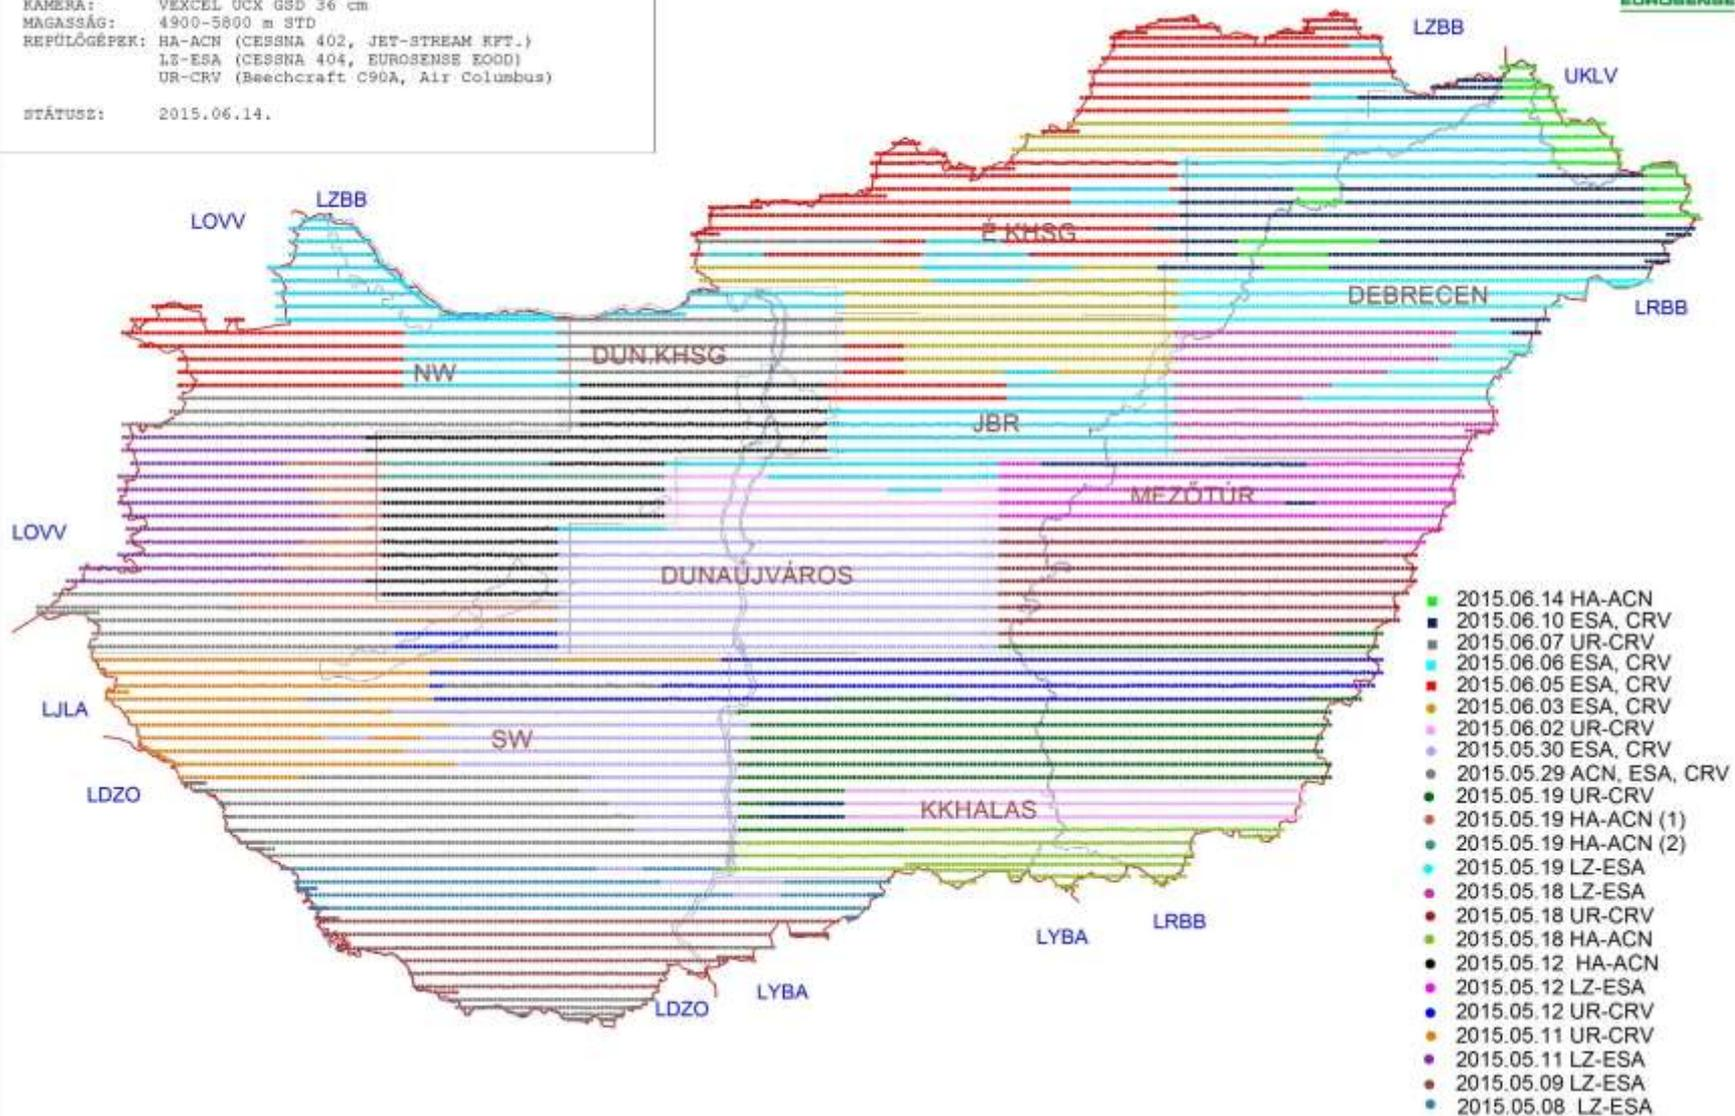 KAMERA: VEXCEL UCX GSD 36 cm
MAGASSÁG: 4900-5800 m STD
REPÜLŐGÉPEK: HA-ACN (CESSNA 402, JET-STREAM KFT.)
LZ-ESA (CESSNA 404, EUROSENSE EOOD)
UR-CRV (Beechcraft C90A, Air Columbus)
STÁTUSZ: 2015.06.14.
EUROSENSE
LZBB
UKLV
LZBB
LOVV
É.KHSG
DEBRECEN
LRBB
DUN.KHSG
NW
JBR
MEZŐTÚR
LOVV
DUNAÚJVÁROS
LJLA
SW
LDZO
KKHALAS
LRBB
LYBA
LYBA
LDZO
2015.06.14 HA-ACN
2015.06.10 ESA, CRV
2015.06.07 UR-CRV
2015.06.06 ESA, CRV
2015.06.05 ESA, CRV
2015.06.03 ESA, CRV
2015.06.02 UR-CRV
2015.05.30 ESA, CRV
2015.05.29 ACN, ESA, CRV
2015.05.19 UR-CRV
2015.05.19 HA-ACN (1)
2015.05.19 HA-ACN (2)
2015.05.19 LZ-ESA
2015.05.18 LZ-ESA
2015.05.18 UR-CRV
2015.05.18 HA-ACN
2015.05.12 HA-ACN
2015.05.12 LZ-ESA
2015.05.12 UR-CRV
2015.05.11 UR-CRV
2015.05.11 LZ-ESA
2015.05.09 LZ-ESA
2015.05.08 LZ-ESA